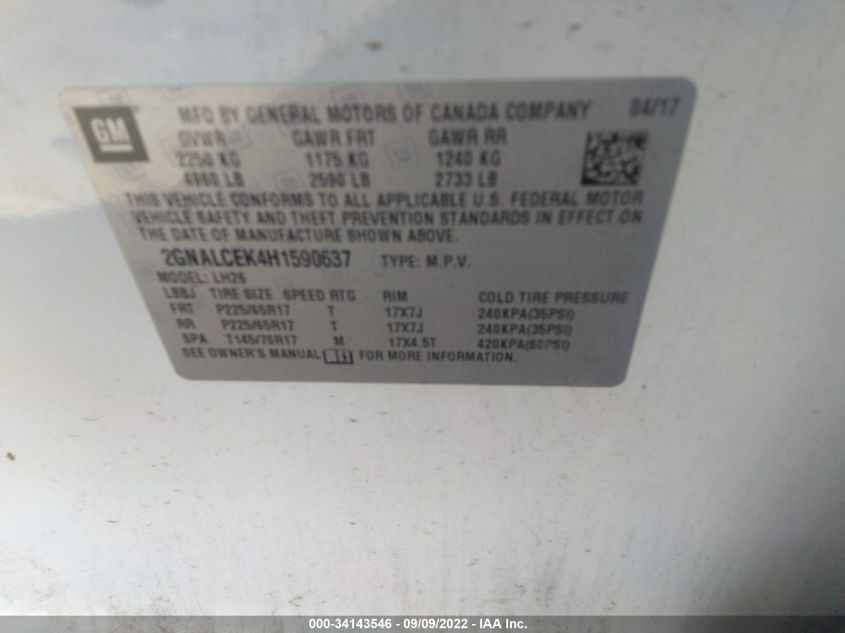 GM
MFD BY GENERAL MOTORS OF CANADA COMPANY 04/17
GVWR GAWR FRT GAWR RR
2250 KG 1175 KG 1240 KG
4960 LB 2590 LB 2733 LB
THIS VEHICLE CONFORMS TO ALL APPLICABLE U.S. FEDERAL MOTOR
VEHICLE SAFETY AND THEFT PREVENTION STANDARDS IN EFFECT ON
THE DATE OF MANUFACTURE SHOWN ABOVE.
2GNALCEK4H1590637 TYPE: M.P.V.
MODEL: LH26
LBBJ TIRE SIZE SPEED RTG RIM COLD TIRE PRESSURE
FRT P225/65R17 T 17X7J 240KPA(35PSI)
RR P225/65R17 T 17X7J 240KPA(35PSI)
SPA T145/70R17 M 17X4.5T 420KPA(60PSI)
SEE OWNER'S MANUAL FOR MORE INFORMATION.
000-34143546 - 09/09/2022 - IAA Inc.